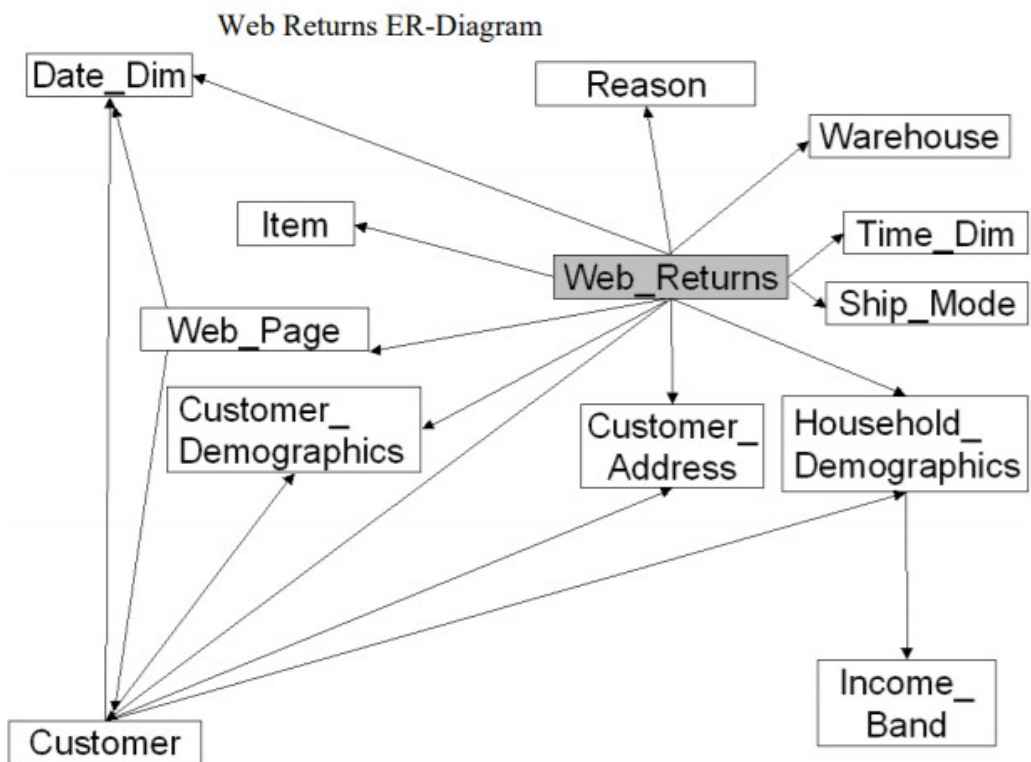 Web Returns ER-Diagram
Date_Dim
Reason
Warehouse
Item
Time_Dim
Web_Returns
Ship_Mode
Web_Page
Customer_
Demographics
Customer_
Address
Household_
Demographics
Income_
Band
Customer